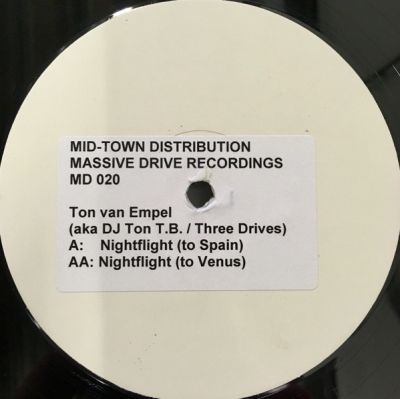 MID-TOWN DISTRIBUTION
MASSIVE DRIVE RECORDINGS
MD 020
Ton van Empel
(aka DJ Ton T.B. / Three Drives)
A: Nightflight (to Spain)
AA: Nightflight (to Venus)